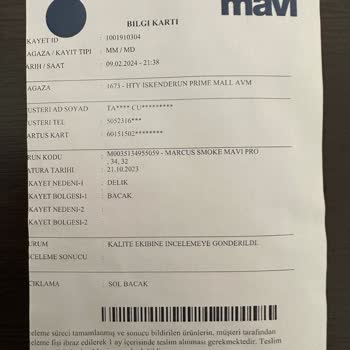 mavi
BILGI KARTI
KAYET ID : 1001910304
AGAZA / KAYIT TIPI : MM / MD
ARIH / SAAT : 09.02.2024 - 21:38
AGAZA : 1673 - HTY ISKENDERUN PRIME MALL AVM
USTERI AD SOYAD : TA**** CU*********
USTERI TEL : 5052316***
ARTUS KART : 60151502********
RUN KODU : M0035134955059 - MARCUS SMOKE MAVI PRO
, 34, 32
ATURA TARIHI : 21.10.2023
KAYET NEDENI-1 : DELIK
KAYET BOLGESI-1 : BACAK
KAYET NEDENI-2 :
KAYET BOLGESI-2 :
URUM : KALITE EKIBINE INCELEMEYE GONDERILDI.
NCELEME SONUCU :
ÇIKLAMA : SOL BACAK
eleme süreci tamamlanmış ve sonucu bildirilen ürünlerin, müşteri tarafından
eleme fişi ibraz edilerek 1 ay içerisinde teslim alınması gerekmektedir. Teslim